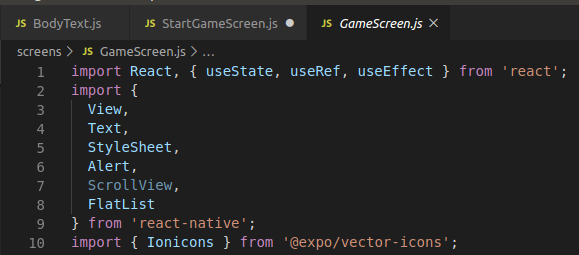 JS BodyText.js JS StartGameScreen.js JS GameScreen.js
screens > JS GameScreen.js > ...
1 import React, { useState, useRef, useEffect } from 'react';
2 import {
3 View,
4 Text,
5 StyleSheet,
6 Alert,
7 ScrollView,
8 FlatList
9 } from 'react-native';
10 import { Ionicons } from '@expo/vector-icons';